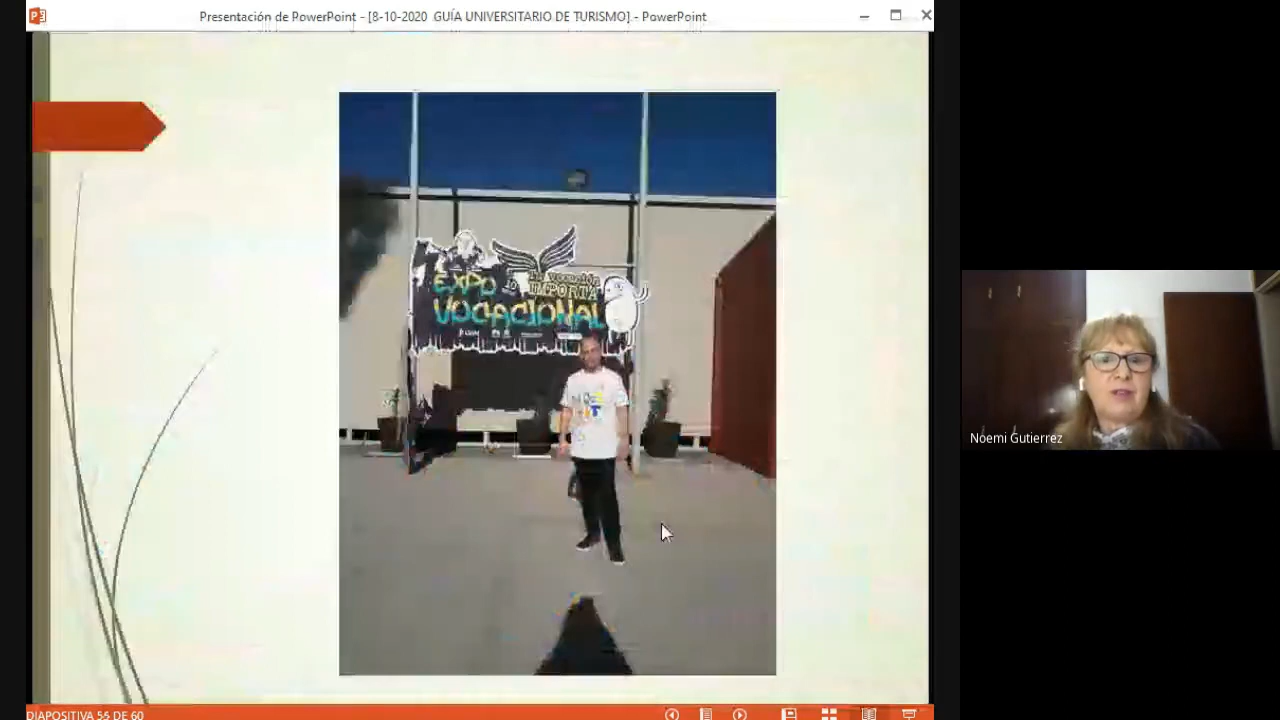 Presentación de PowerPoint - [8-10-2020 GUÍA UNIVERSITARIO DE TURISMO] - PowerPoint
EXPO
IMPORTA
VOCACIONAL
Noemi Gutierrez
DIAPOSITIVA 55 DE 60